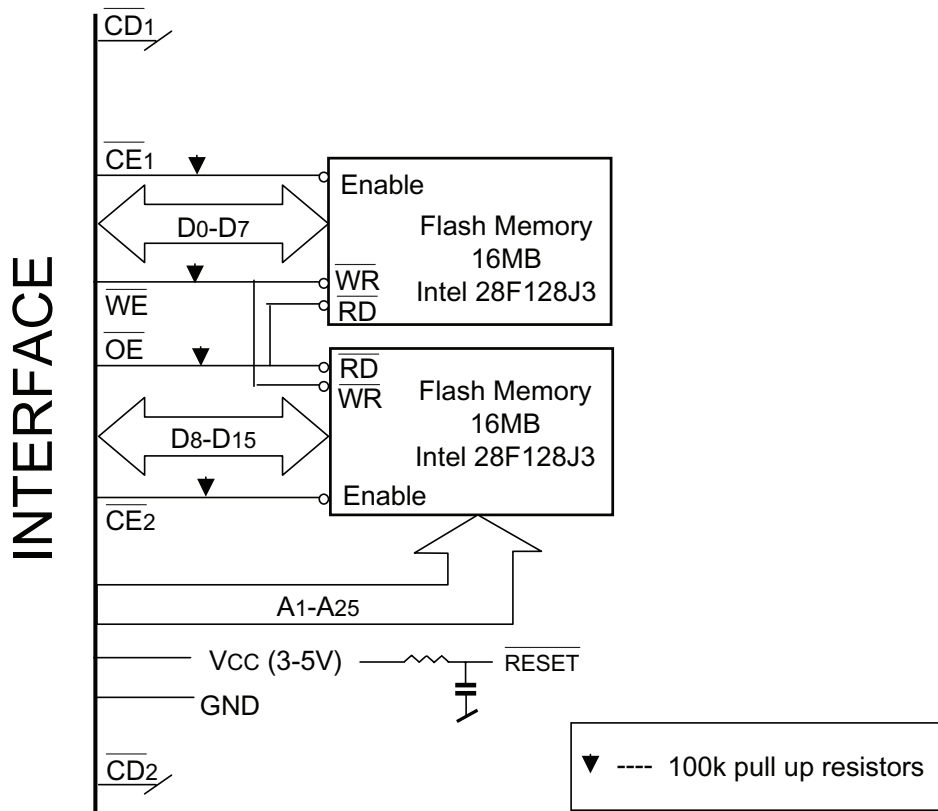 INTERFACE
CD1
CE1
Enable
D0-D7
Flash Memory
16MB
Intel 28F128J3
WR
WE
RD
OE
RD
WR
Flash Memory
16MB
Intel 28F128J3
D8-D15
Enable
CE2
A1-A25
VCC (3-5V)
RESET
GND
CD2
---- 100k pull up resistors